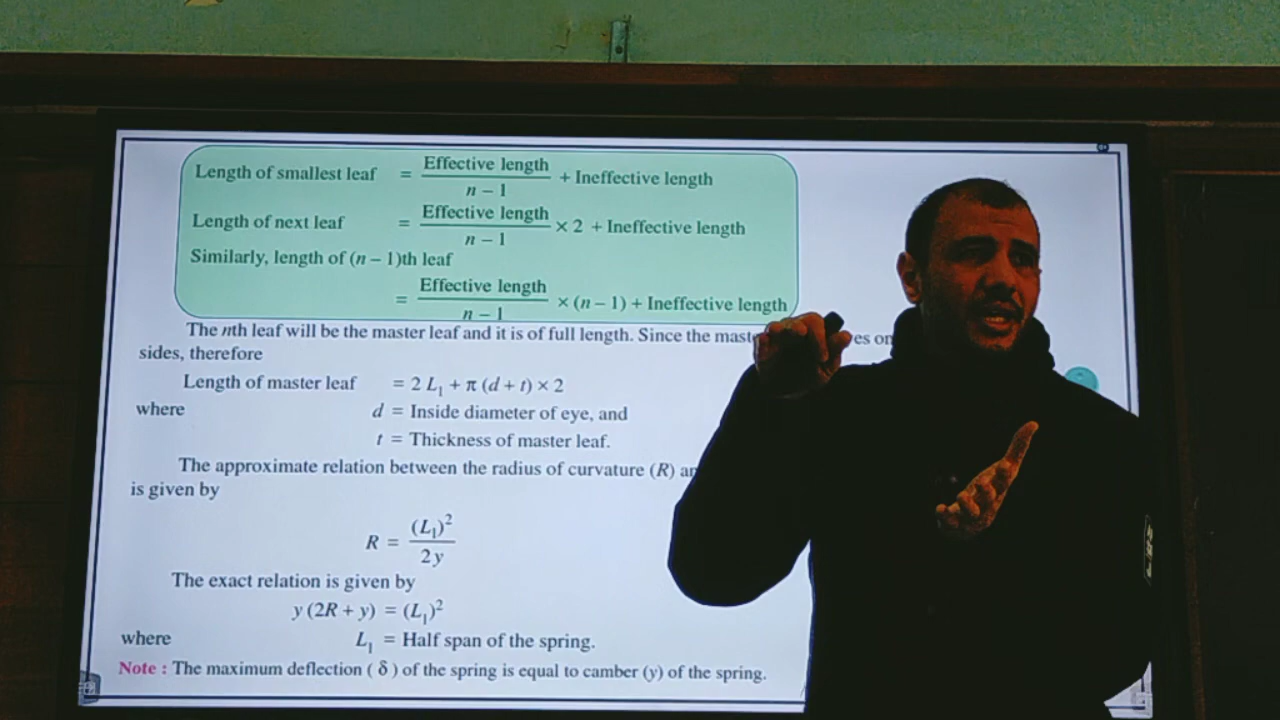 Length of smallest leaf = Effective length / n – 1 + Ineffective length
Length of next leaf = Effective length / n – 1 × 2 + Ineffective length
Similarly, length of (n – 1)th leaf
= Effective length / n – 1 × (n – 1) + Ineffective length
The nth leaf will be the master leaf and it is of full length. Since the on
sides, therefore
Length of master leaf = 2 L₁ + π (d + t) × 2
where d = Inside diameter of eye, and
t = Thickness of master leaf.
The approximate relation between the radius of curvature (R)
is given by
R = (L₁)² / 2y
The exact relation is given by
y (2R + y) = (L₁)²
where L₁ = Half span of the spring.
Note : The maximum deflection ( δ ) of the spring is equal to camber (y) of the spring.